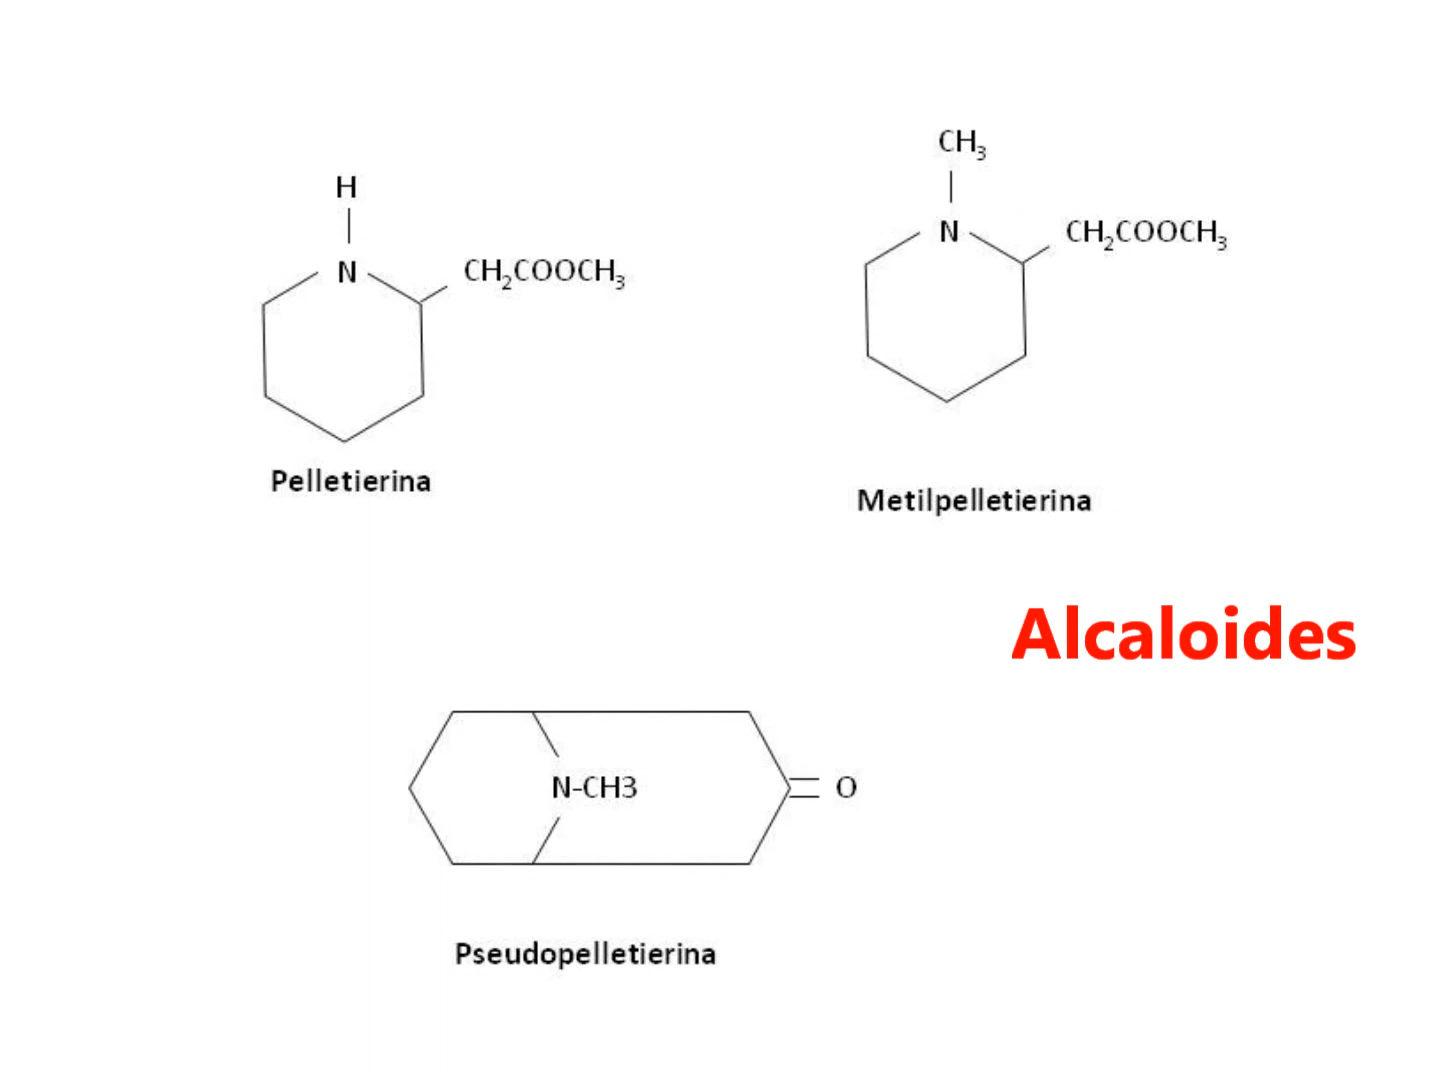 CH3
H
N
CH2COOCH3
N
CH2COOCH3
Pelletierina
Metilpelletierina
Alcaloides
N-CH3
O
Pseudopelletierina